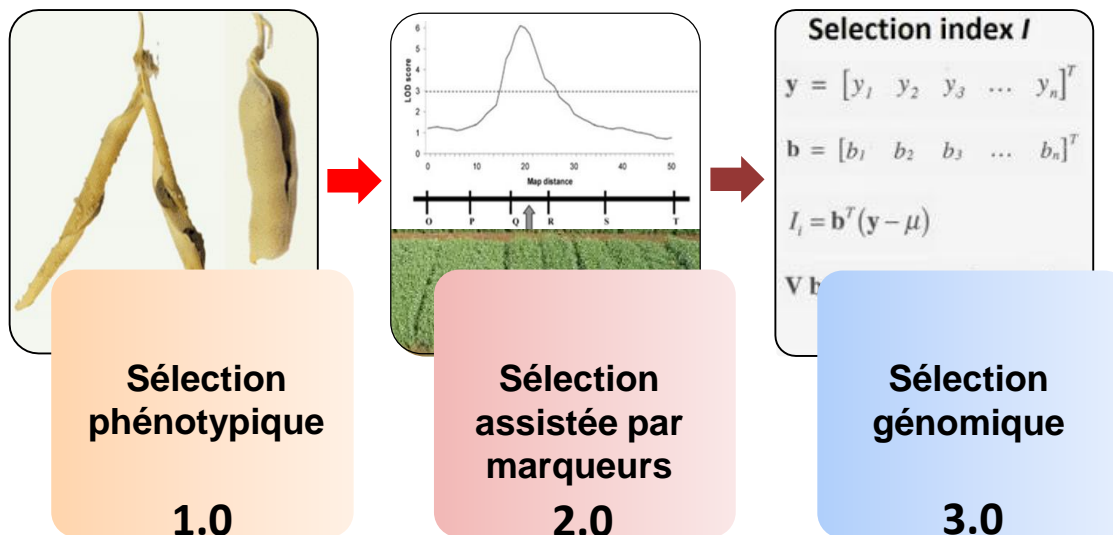 6
5
4
3
2
1
0
LOD score
0 10 20 30 40 50
Map distance
O P Q R S T
Selection index I
y = [y₁ y₂ y₃ … yₙ]ᵀ
b = [b₁ b₂ b₃ … bₙ]ᵀ
Iᵢ = bᵀ(y − μ)
V b
Sélection
phénotypique
1.0
Sélection
assistée par
marqueurs
2.0
Sélection
génomique
3.0